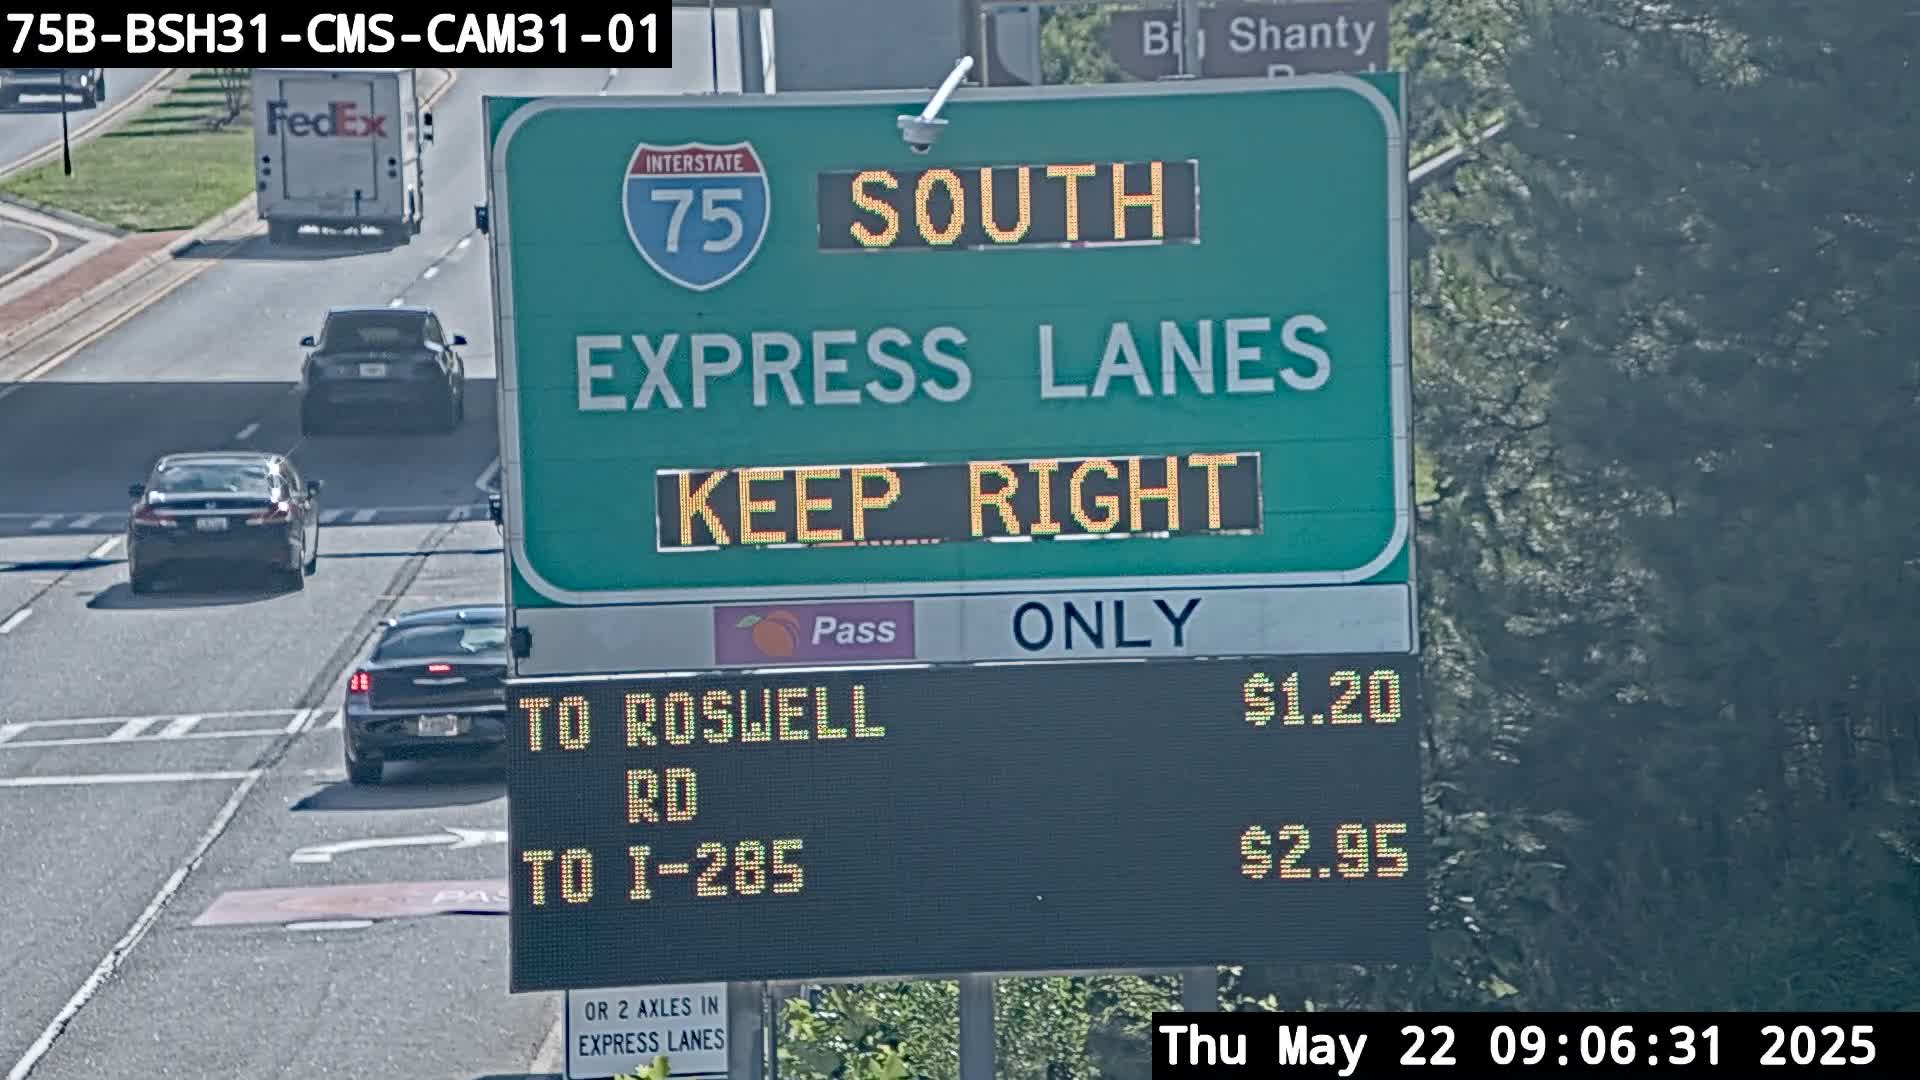 75B-BSH31-CMS-CAM31-01
Big Shanty
FedEx
INTERSTATE
75
SOUTH
EXPRESS LANES
KEEP RIGHT
Pass ONLY
TO ROSWELL $1.20
RD
TO I-285 $2.95
OR 2 AXLES IN
EXPRESS LANES
Thu May 22 09:06:31 2025